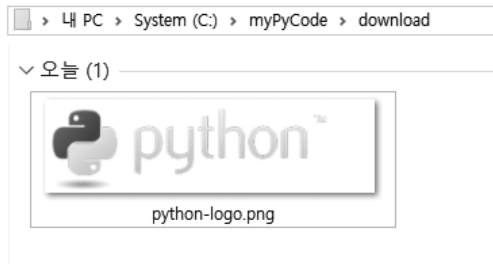 > 내 PC > System (C:) > myPyCode > download
오늘 (1)
python™
python-logo.png